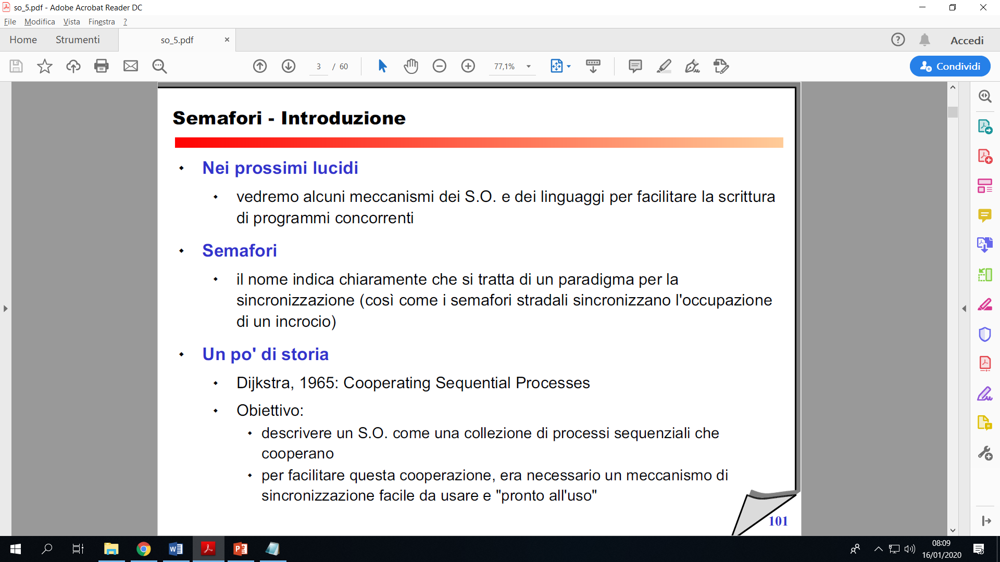 so_5.pdf - Adobe Acrobat Reader DC
File Modifica Vista Finestra ?
Home Strumenti so_5.pdf Accedi
3 / 60 77,1% Condividi
Semafori - Introduzione
Nei prossimi lucidi
vedremo alcuni meccanismi dei S.O. e dei linguaggi per facilitare la scrittura
di programmi concorrenti
Semafori
il nome indica chiaramente che si tratta di un paradigma per la
sincronizzazione (così come i semafori stradali sincronizzano l'occupazione
di un incrocio)
Un po' di storia
Dijkstra, 1965: Cooperating Sequential Processes
Obiettivo:
descrivere un S.O. come una collezione di processi sequenziali che
cooperano
per facilitare questa cooperazione, era necessario un meccanismo di
sincronizzazione facile da usare e "pronto all'uso"
101
08:09
16/01/2020